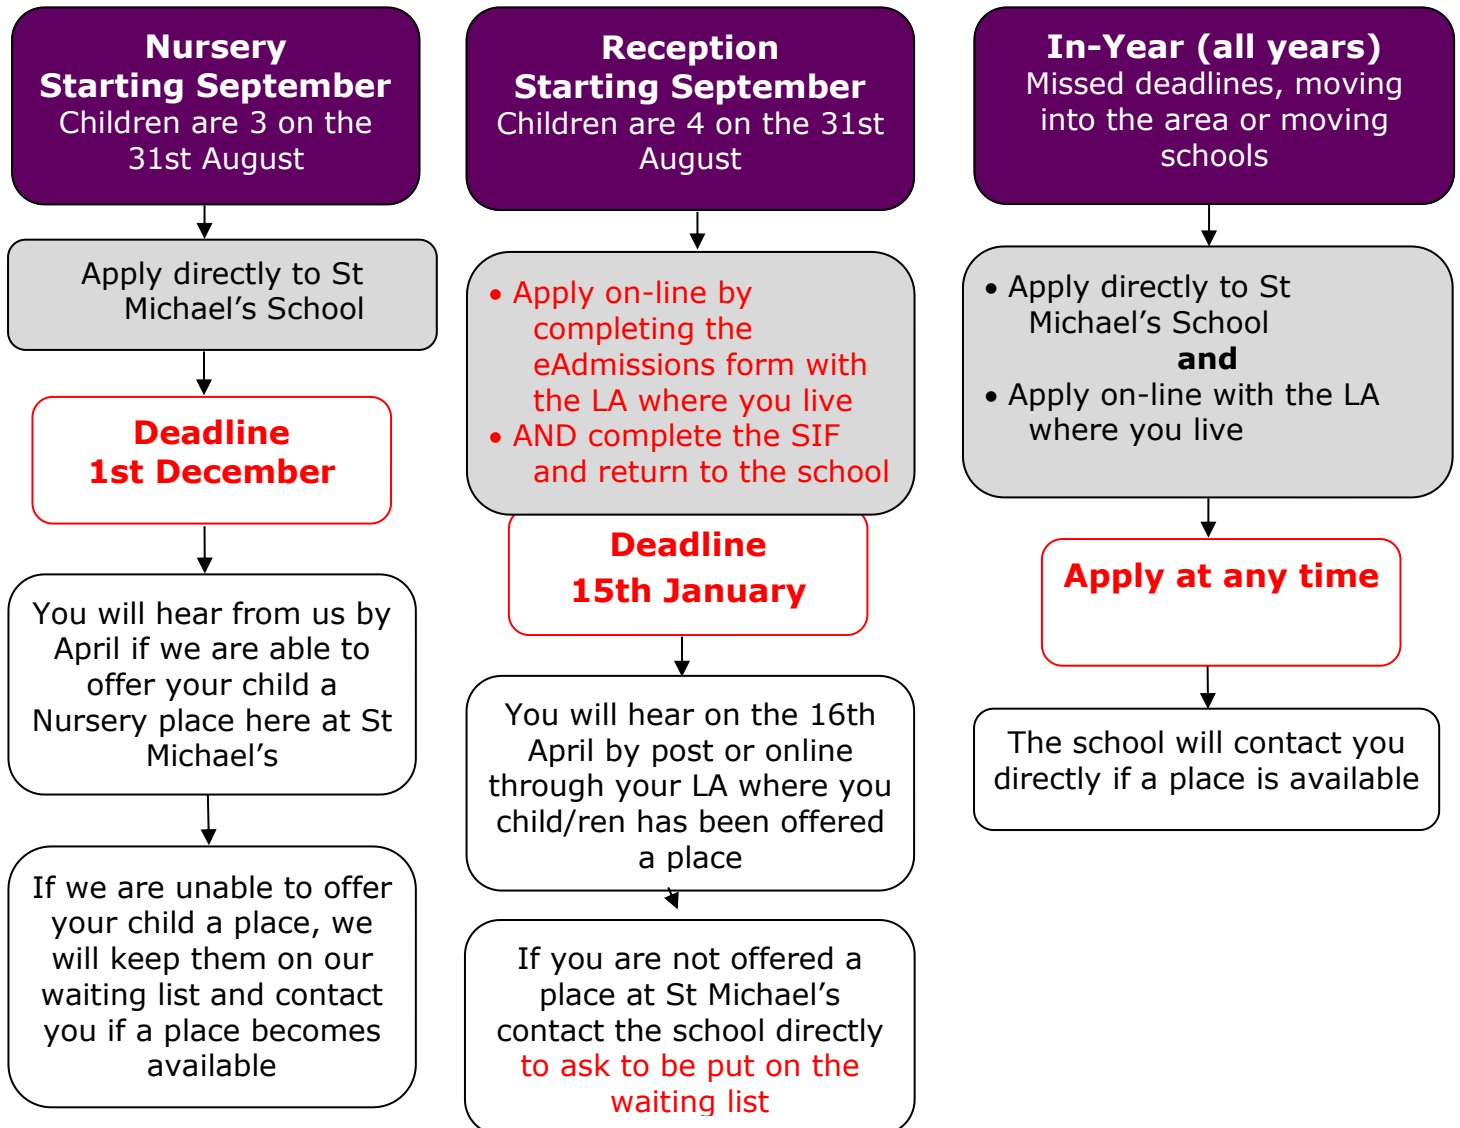 Nursery
Starting September
Children are 3 on the
31st August
Apply directly to St
Michael’s School
Deadline
1st December
You will hear from us by
April if we are able to
offer your child a
Nursery place here at St
Michael’s
If we are unable to offer
your child a place, we
will keep them on our
waiting list and contact
you if a place becomes
available
Reception
Starting September
Children are 4 on the 31st
August
• Apply on-line by
completing the
eAdmissions form with
the LA where you live
• AND complete the SIF
and return to the school
Deadline
15th January
You will hear on the 16th
April by post or online
through your LA where you
child/ren has been offered
a place
If you are not offered a
place at St Michael’s
contact the school directly
to ask to be put on the
waiting list
In-Year (all years)
Missed deadlines, moving
into the area or moving
schools
• Apply directly to St
Michael’s School
and
• Apply on-line with the LA
where you live
Apply at any time
The school will contact you
directly if a place is available